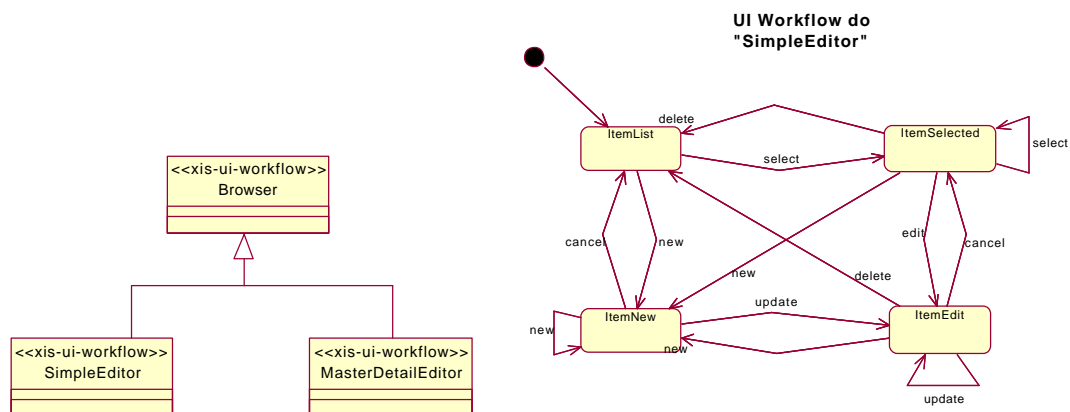 UI Workflow do
"SimpleEditor"
<<xis-ui-workflow>>
Browser
<<xis-ui-workflow>>
SimpleEditor
<<xis-ui-workflow>>
MasterDetailEditor
ItemList
ItemSelected
delete
select
select
cancel
new
edit
cancel
new
delete
ItemNew
ItemEdit
update
new
new
update